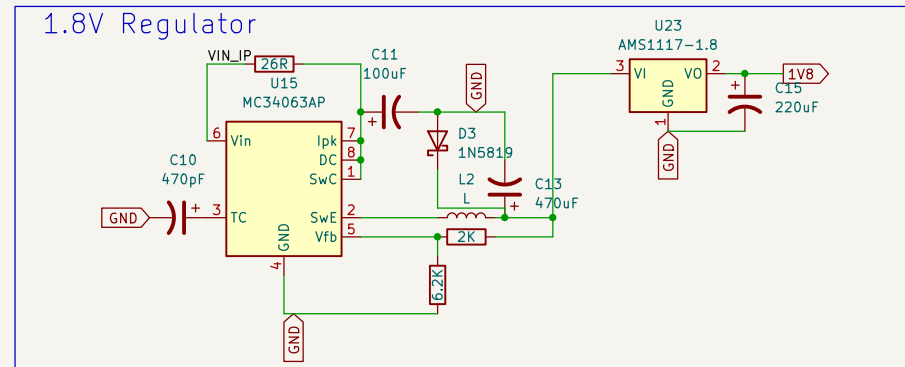 1.8V Regulator
VIN_IP
26R
U15
MC34063AP
C11
100uF
GND
U23
AMS1117-1.8
3 VI
VO 2
GND
1
GND
1V8
+
C15
220uF
6 Vin
Ipk 7
DC 8
SwC 1
+
D3
1N5819
C10
470pF
GND
+
3 TC
SwE 2
Vfb 5
GND
4
L2
L
C13
470uF
+
2K
6.2K
GND